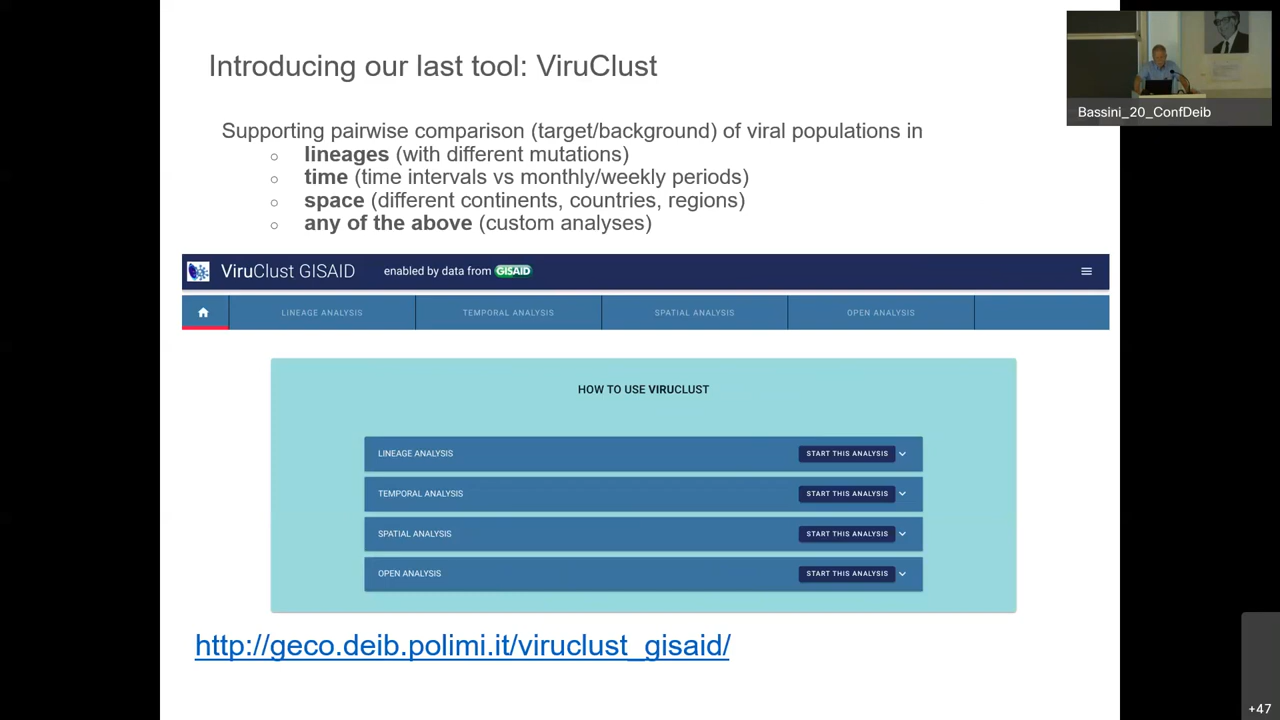 Introducing our last tool: ViruClust
Bassini_20_ConfDeib
Supporting pairwise comparison (target/background) of viral populations in
○ lineages (with different mutations)
○ time (time intervals vs monthly/weekly periods)
○ space (different continents, countries, regions)
○ any of the above (custom analyses)
ViruClust GISAID enabled by data from GISAID
LINEAGE ANALYSIS TEMPORAL ANALYSIS SPATIAL ANALYSIS OPEN ANALYSIS
HOW TO USE VIRUCLUST
LINEAGE ANALYSIS START THIS ANALYSIS
TEMPORAL ANALYSIS START THIS ANALYSIS
SPATIAL ANALYSIS START THIS ANALYSIS
OPEN ANALYSIS START THIS ANALYSIS
http://geco.deib.polimi.it/viruclust_gisaid/
+47